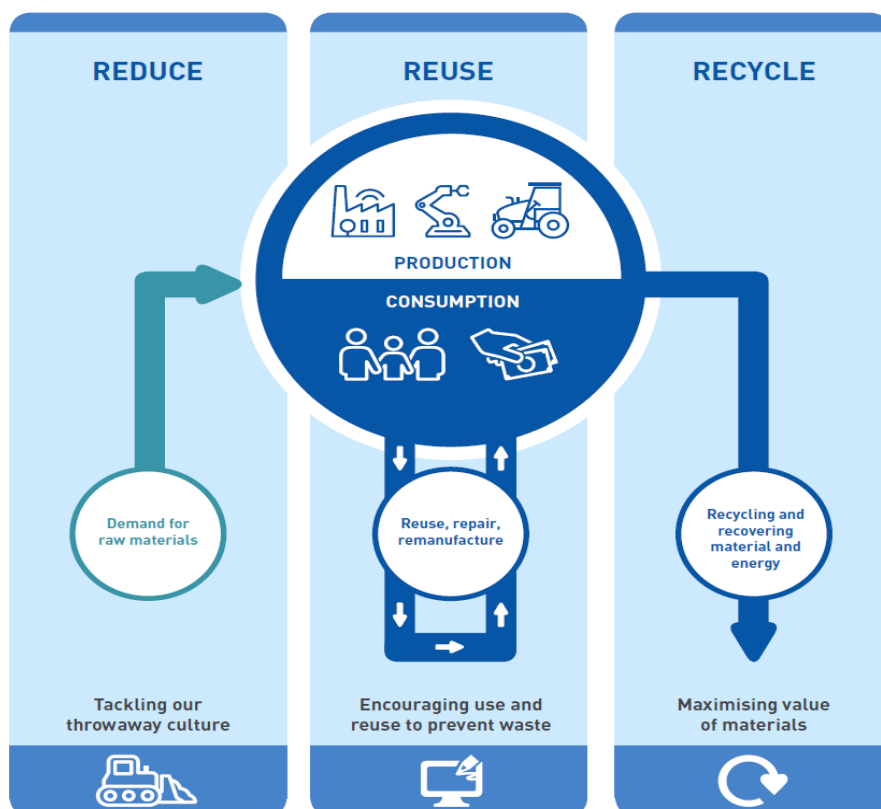 REDUCE
REUSE
RECYCLE
PRODUCTION
CONSUMPTION
Demand for
raw materials
Reuse, repair,
remanufacture
Recycling and
recovering
material and
energy
Tackling our
throwaway culture
Encouraging use and
reuse to prevent waste
Maximising value
of materials